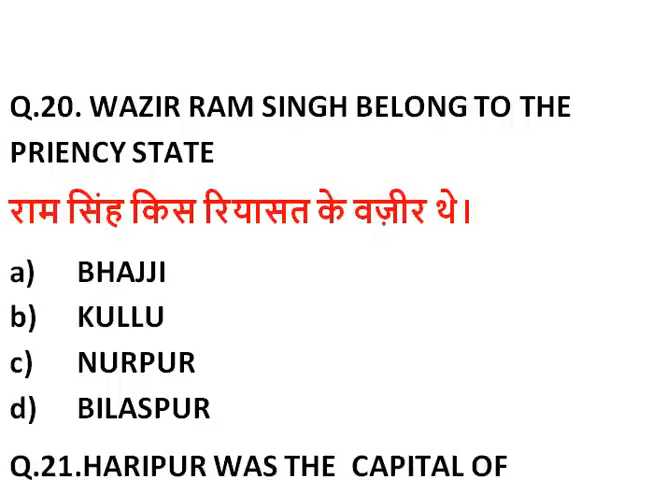 Q.20. WAZIR RAM SINGH BELONG TO THE
PRIENCY STATE
राम सिंह किस रियासत के वज़ीर थे।
a) BHAJJI
b) KULLU
c) NURPUR
d) BILASPUR
Q.21.HARIPUR WAS THE CAPITAL OF